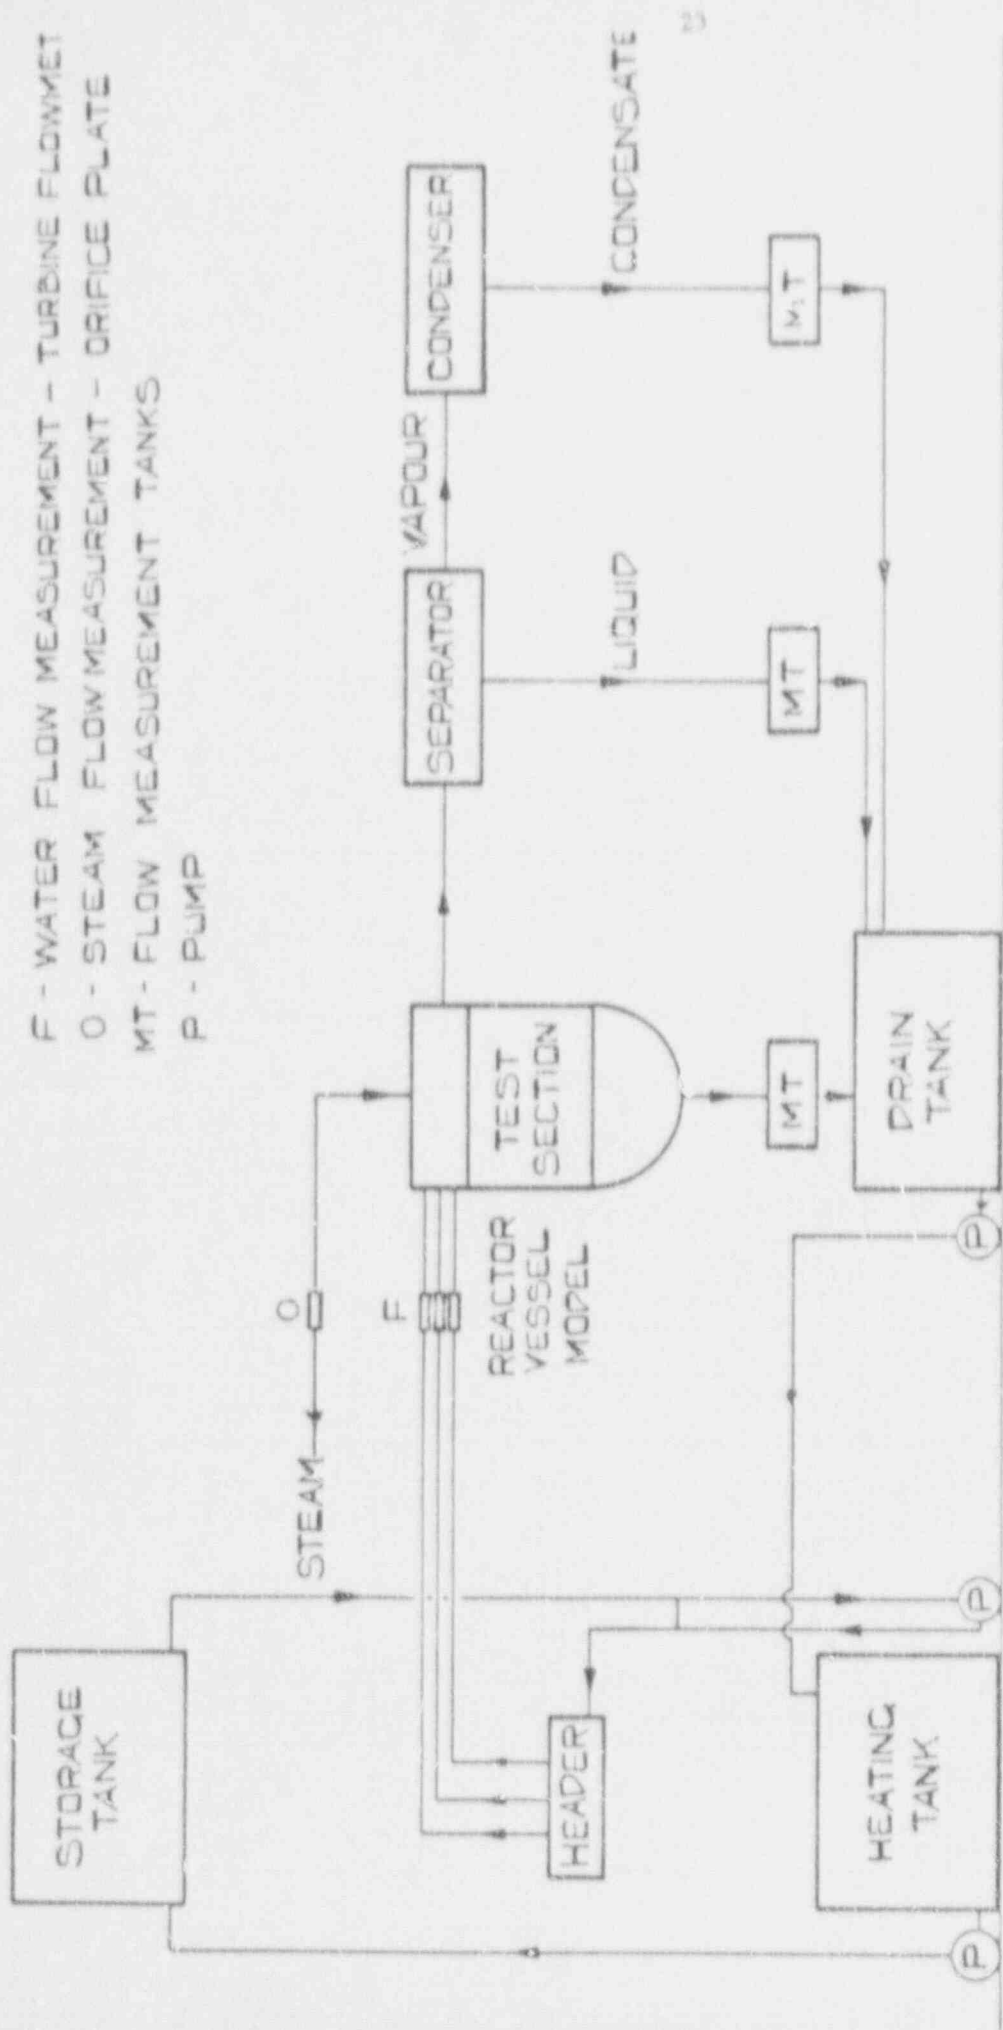 23
F - WATER FLOW MEASUREMENT - TURBINE FLOWMET
O - STEAM FLOW MEASUREMENT - ORIFICE PLATE
MT - FLOW MEASUREMENT TANKS
P - PUMP
STORAGE
TANK
STEAM
O
F
HEADER
REACTOR
VESSEL
MODEL
TEST
SECTION
SEPARATOR
VAPOUR
CONDENSER
LIQUID
CONDENSATE
MT
MT
HEATING
TANK
DRAIN
TANK
P
P
P